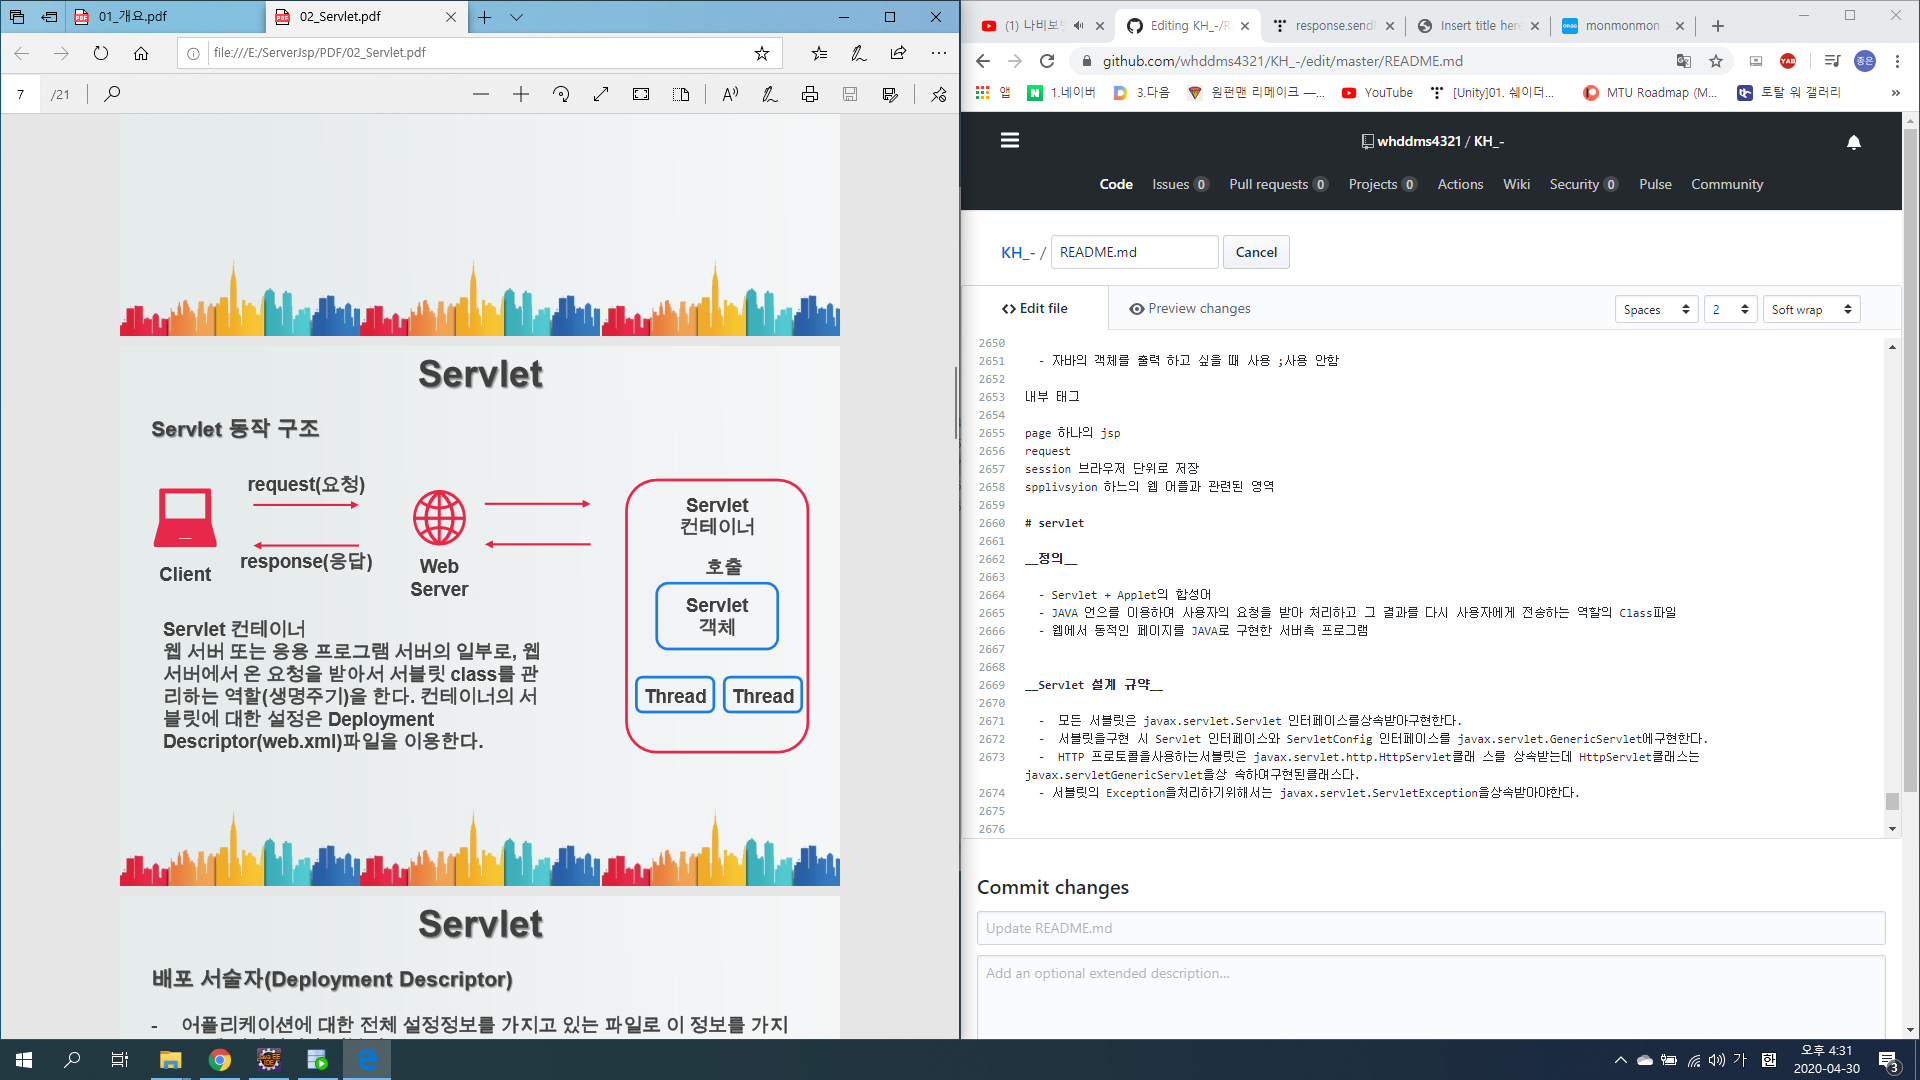 01_개요.pdf
02_Servlet.pdf
file:///E:/ServerJsp/PDF/02_Servlet.pdf
7 /21
Servlet
Servlet 동작 구조
request(요청)
response(응답)
Client
Web
Server
Servlet
컨테이너
호출
Servlet
객체
Thread Thread
Servlet 컨테이너
웹 서버 또는 응용 프로그램 서버의 일부로, 웹
서버에서 온 요청을 받아서 서블릿 class를 관
리하는 역할(생명주기)을 한다. 컨테이너의 서
블릿에 대한 설정은 Deployment
Descriptor(web.xml)파일을 이용한다.
Servlet
배포 서술자(Deployment Descriptor)
- 어플리케이션에 대한 전체 설정정보를 가지고 있는 파일로 이 정보를 가지
(1) 나비보
Editing KH_-/R
response.send
Insert title here
monmonmon
github.com/whddms4321/KH_-/edit/master/README.md
종은
앱
1.네이버
3.다음
원펀맨 리메이크 —...
YouTube
[Unity]01. 쉐이더...
MTU Roadmap (M...
토탈 워 갤러리
whddms4321 / KH_-
Code Issues 0 Pull requests 0 Projects 0 Actions Wiki Security 0 Pulse Community
KH_- / README.md Cancel
Edit file Preview changes Spaces 2 Soft wrap
2650
2651 - 자바의 객체를 출력 하고 싶을 때 사용 ;사용 안함
2652
2653 내부 태그
2654
2655 page 하나의 jsp
2656 request
2657 session 브라우저 단위로 저장
2658 spplivsyion 하느의 웹 어플과 관련된 영역
2659
2660 # servlet
2661
2662 __정의__
2663
2664 - Servlet + Applet의 합성어
2665 - JAVA 언으를 이용하여 사용자의 요청을 받아 처리하고 그 결과를 다시 사용자에게 전송하는 역할의 Class파일
2666 - 웹에서 동적인 페이지를 JAVA로 구현한 서버측 프로그램
2667
2668
2669 __Servlet 설계 규약__
2670
2671 - 모든 서블릿은 javax.servlet.Servlet 인터페이스를상속받아구현한다.
2672 - 서블릿을구현 시 Servlet 인터페이스와 ServletConfig 인터페이스를 javax.servlet.GenericServlet에구현한다.
2673 - HTTP 프로토콜을사용하는서블릿은 javax.servlet.http.HttpServlet클래 스를 상속받는데 HttpServlet클래스는
javax.servletGenericServlet을상 속하여구현된클래스다.
2674 - 서블릿의 Exception을처리하기위해서는 javax.servlet.ServletException을상속받아야한다.
2675
2676
Commit changes
Update README.md
Add an optional extended description...
가 한
오후 4:31
2020-04-30
3